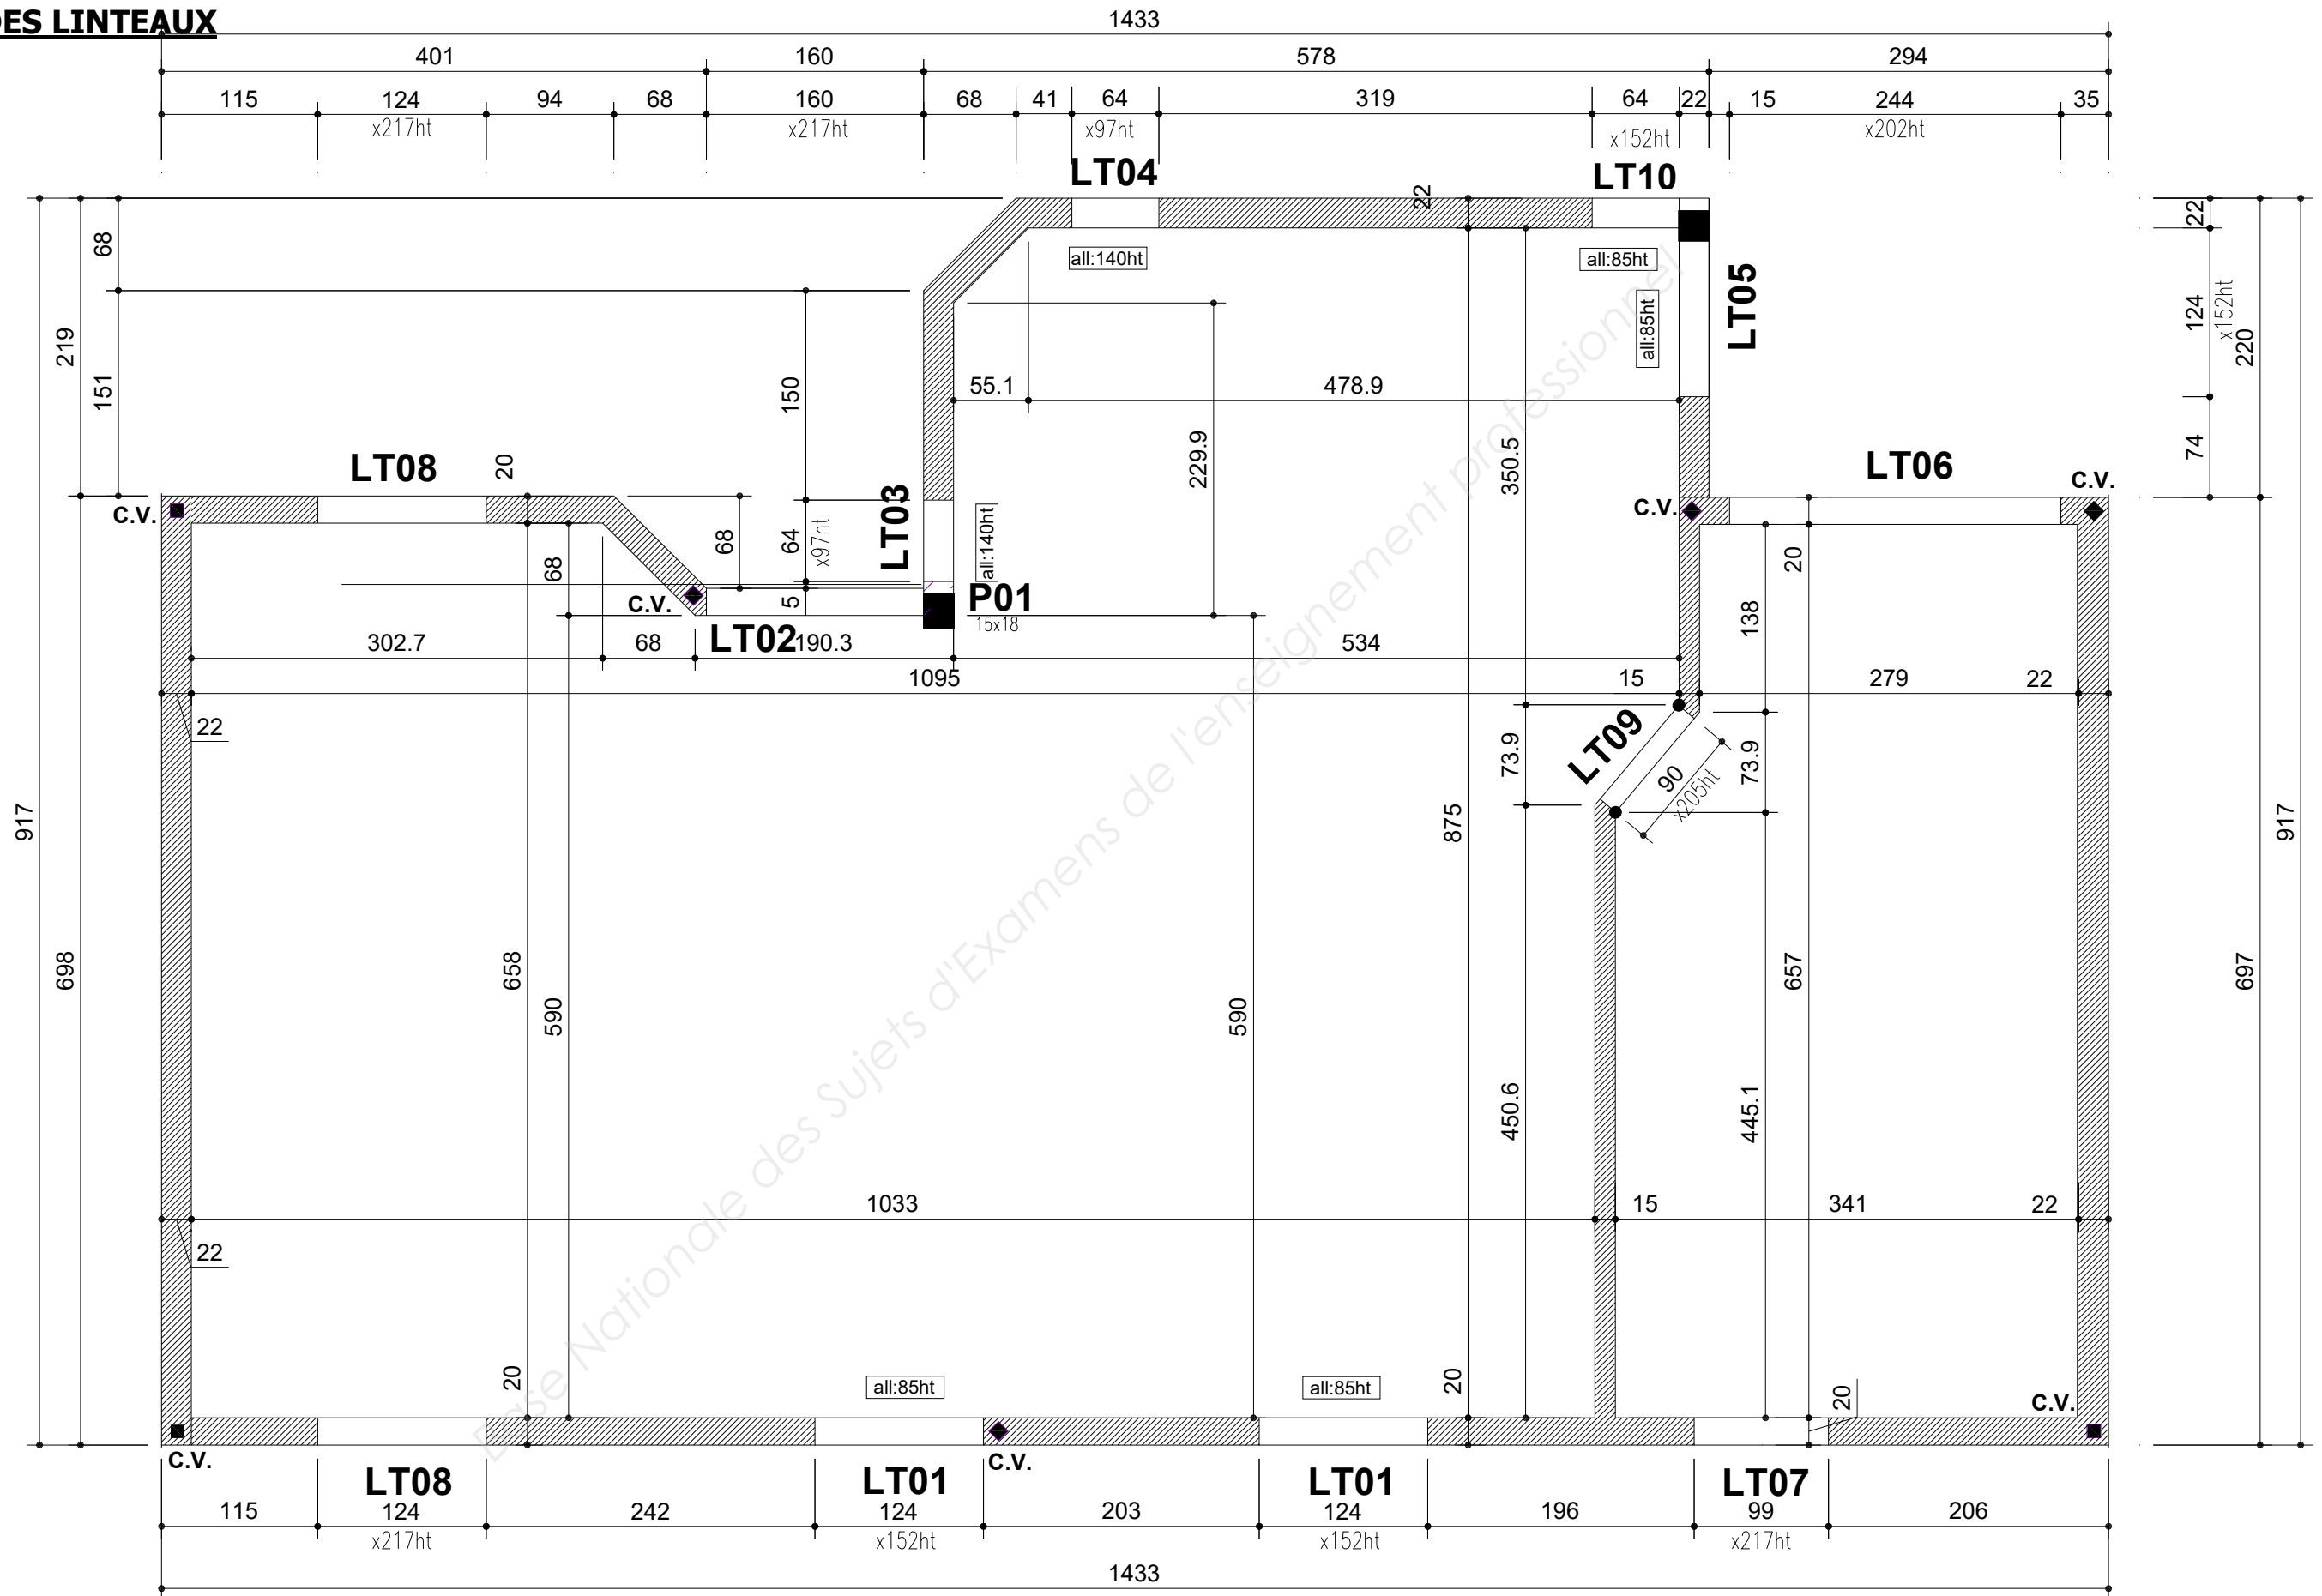 DES LINTEAUX
1433
401 160 578 294
115 124 94 68 160 68 41 64 319 64 22 15 244 35
x217ht x217ht x97ht x152ht x202ht
LT04 LT10
22
22
68
all:140ht all:85ht
LT05
all:85ht
124
x152ht
219
220
151
150
55.1 478.9
229.9
350.5
74
LT08
20
LT06
C.V.
C.V.
LT03
64
x97ht
all:140ht
C.V.
68
68
20
5
C.V.
P01
15x18
138
LT02
302.7 68 190.3 534
1095 15 279 22
22
LT09
73.9
90
x205ht
73.9
917
875
917
698
658
590
590
657
697
450.6
445.1
1033 15 341 22
22
Base Nationale des Sujets d'Examens de l'enseignement professionnel
20
all:85ht all:85ht
20
20
C.V.
C.V.
C.V.
LT08 LT01 LT01 LT07
115 124 242 124 203 124 196 99 206
x217ht x152ht x152ht x217ht
1433